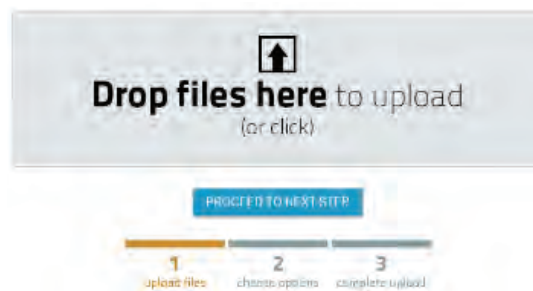 Drop files here to upload
(or click)
PROCEED TO NEXT STEP
1 2 3
upload files choose options complete upload